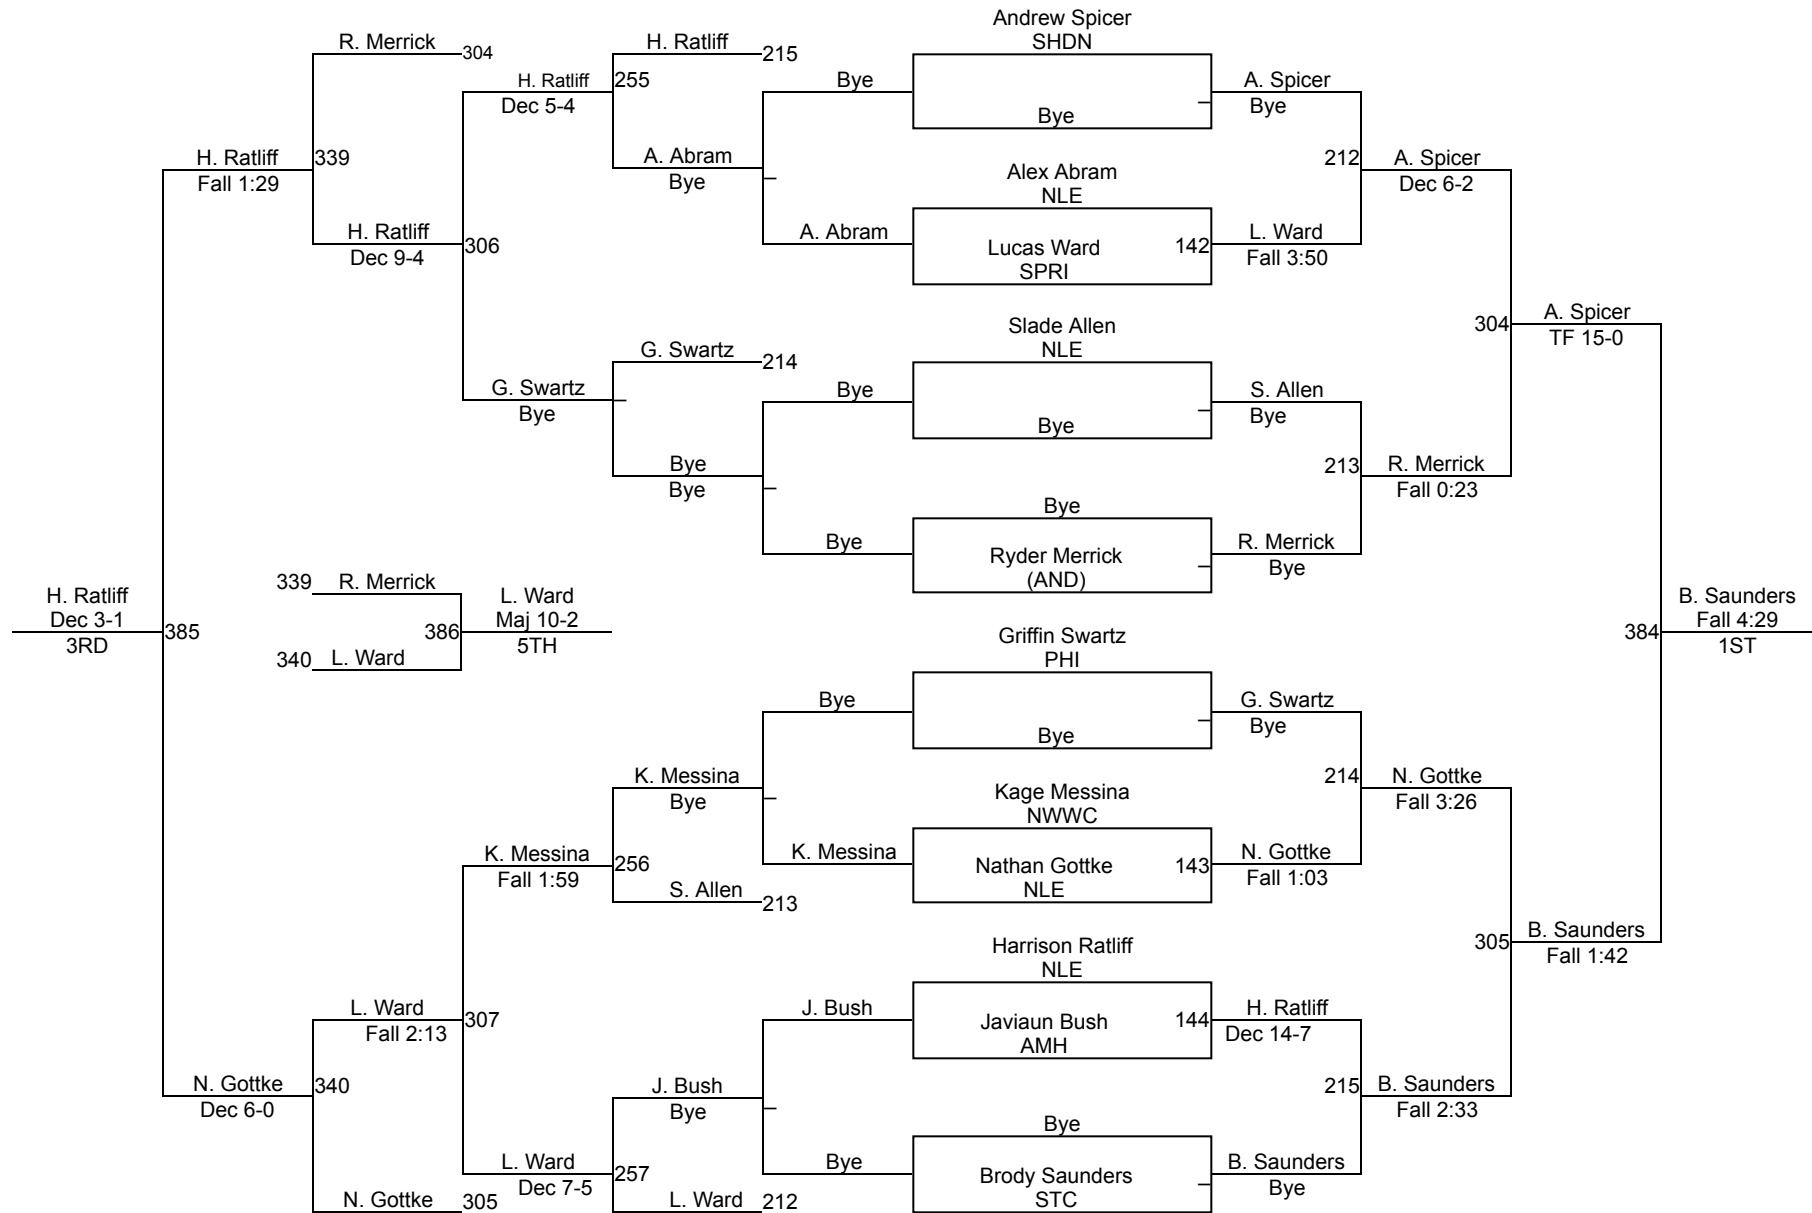 Andrew Spicer
SHDN
R. Merrick
304
H. Ratliff
215
H. Ratliff
255
Dec 5-4
Bye
A. Spicer
Bye
Bye
H. Ratliff
339
Fall 1:29
A. Abram
Bye
Alex Abram
NLE
212
A. Spicer
Dec 6-2
H. Ratliff
306
Dec 9-4
A. Abram
Lucas Ward
SPRI
142
L. Ward
Fall 3:50
G. Swartz
214
Slade Allen
NLE
304
A. Spicer
TF 15-0
G. Swartz
Bye
Bye
S. Allen
Bye
Bye
Bye
Bye
213
R. Merrick
Fall 0:23
Bye
Bye
Ryder Merrick
(AND)
R. Merrick
Bye
H. Ratliff
Dec 3-1
3RD
385
339
R. Merrick
340
L. Ward
386
L. Ward
Maj 10-2
5TH
384
B. Saunders
Fall 4:29
1ST
Griffin Swartz
PHI
Bye
G. Swartz
Bye
Bye
K. Messina
Bye
Kage Messina
NWWC
214
N. Gottke
Fall 3:26
K. Messina
Fall 1:59
256
K. Messina
Nathan Gottke
NLE
143
N. Gottke
Fall 1:03
S. Allen
213
Harrison Ratliff
NLE
305
B. Saunders
Fall 1:42
L. Ward
307
Fall 2:13
J. Bush
Javiaun Bush
AMH
144
H. Ratliff
Dec 14-7
N. Gottke
340
Dec 6-0
J. Bush
Bye
215
B. Saunders
Fall 2:33
Bye
L. Ward
257
Dec 7-5
Bye
Brody Saunders
STC
B. Saunders
Bye
N. Gottke
305
L. Ward
212